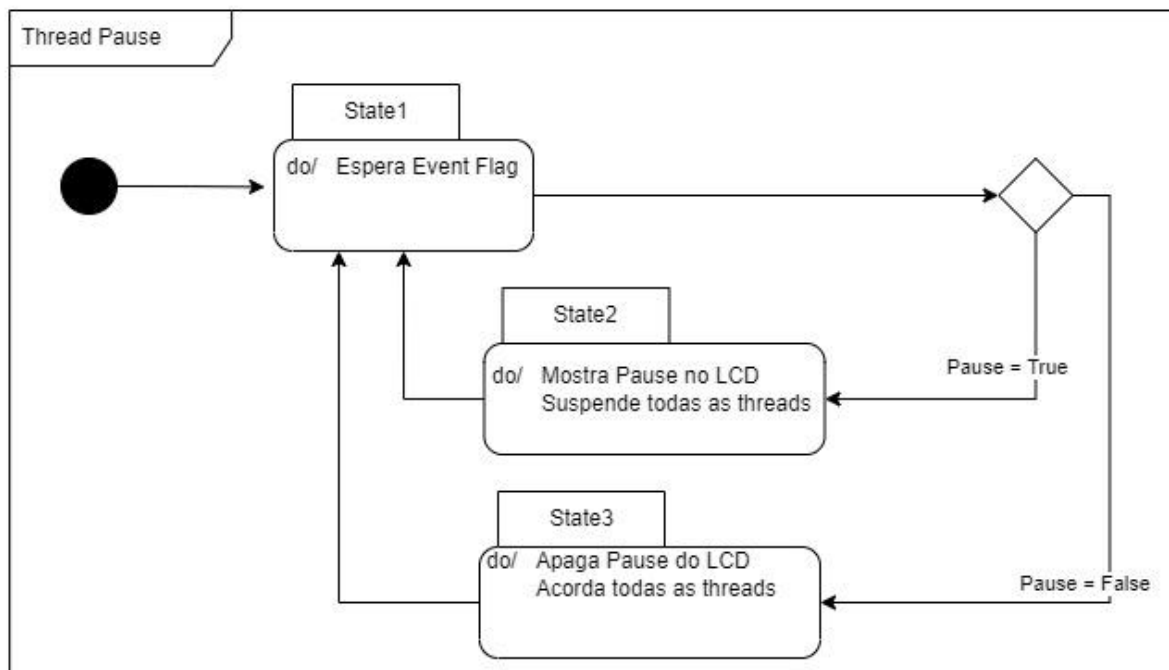 Thread Pause
State1
do/ Espera Event Flag
State2
do/ Mostra Pause no LCD
Suspende todas as threads
Pause = True
State3
do/ Apaga Pause do LCD
Acorda todas as threads
Pause = False